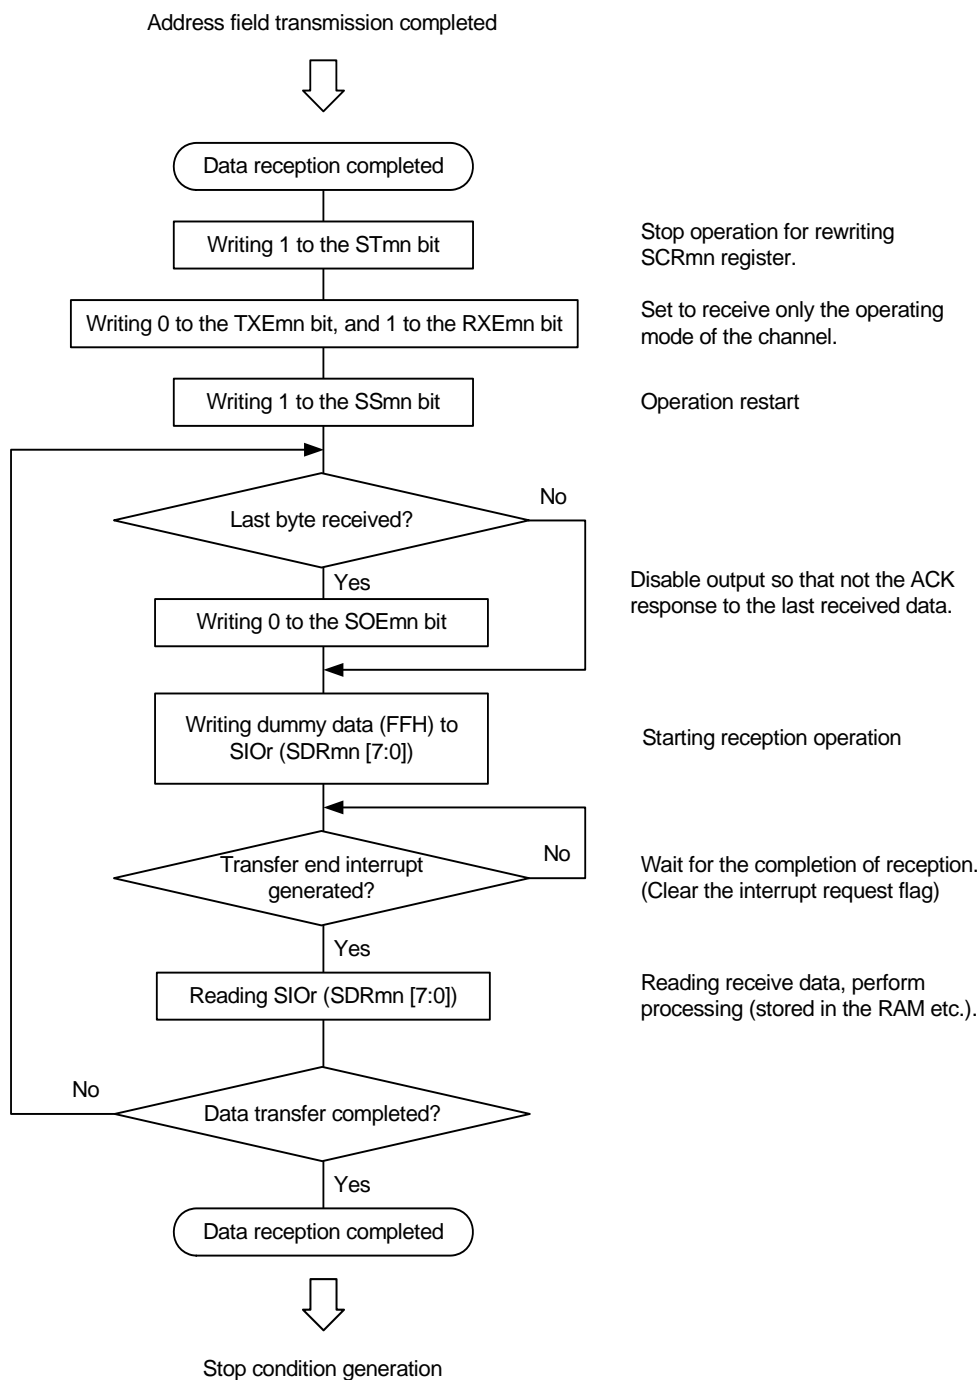 Address field transmission completed
Data reception completed
Writing 1 to the STmn bit
Stop operation for rewriting
SCRmn register.
Writing 0 to the TXEmn bit, and 1 to the RXEmn bit
Set to receive only the operating
mode of the channel.
Writing 1 to the SSmn bit
Operation restart
Last byte received?
No
Yes
Disable output so that not the ACK
response to the last received data.
Writing 0 to the SOEmn bit
Writing dummy data (FFH) to
SIOr (SDRmn [7:0])
Starting reception operation
Transfer end interrupt
generated?
No
Wait for the completion of reception.
(Clear the interrupt request flag)
Yes
Reading SIOr (SDRmn [7:0])
Reading receive data, perform
processing (stored in the RAM etc.).
No
Data transfer completed?
Yes
Data reception completed
Stop condition generation